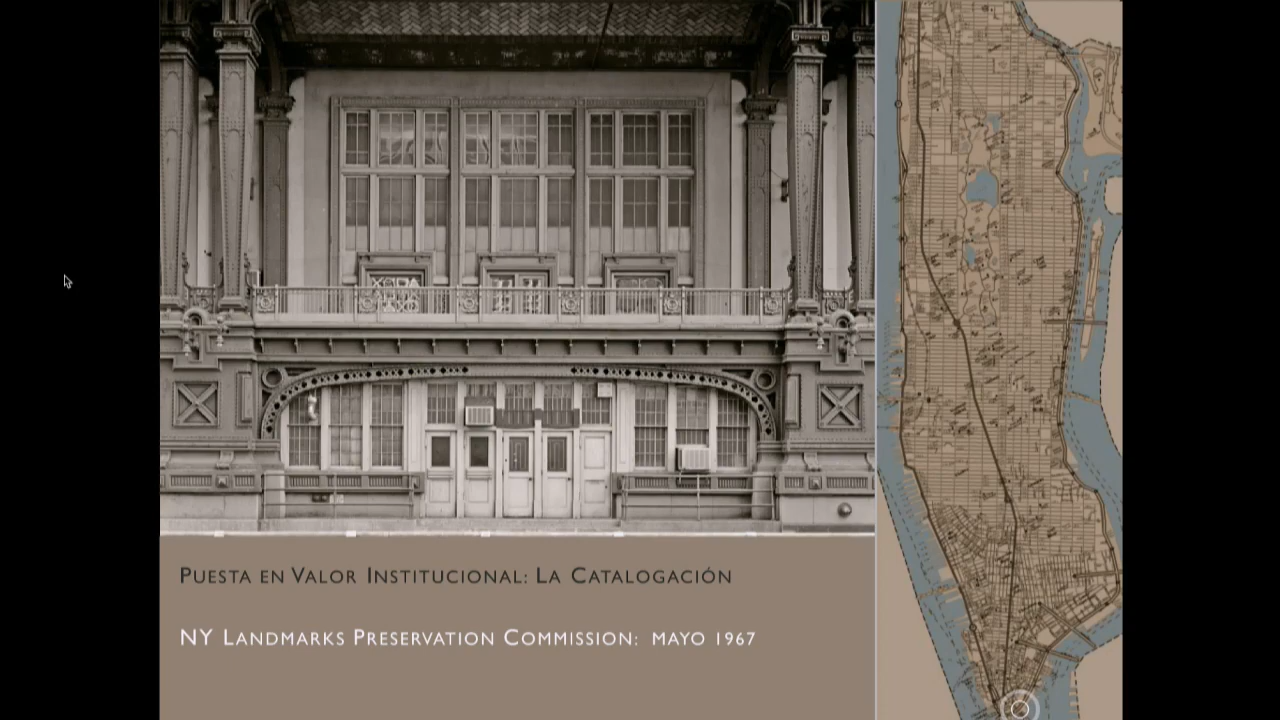 PUESTA EN VALOR INSTITUCIONAL: LA CATALOGACIÓN
NY LANDMARKS PRESERVATION COMMISSION: MAYO 1967